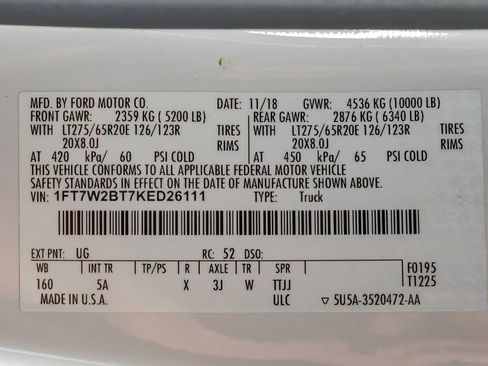 MFD. BY FORD MOTOR CO. DATE: 11/18 GVWR: 4536 KG (10000 LB)
FRONT GAWR: 2359 KG ( 5200 LB) REAR GAWR: 2876 KG ( 6340 LB)
WITH LT275/65R20E 126/123R TIRES WITH LT275/65R20E 126/123R TIRES
20X8.0J RIMS 20X8.0J RIMS
AT 420 kPa/ 60 PSI COLD AT 450 kPa/ 65 PSI COLD
THIS VEHICLE CONFORMS TO ALL APPLICABLE FEDERAL MOTOR VEHICLE
SAFETY STANDARDS IN EFFECT ON THE DATE OF MANUFACTURE SHOWN ABOVE.
VIN: 1FT7W2BT7KED26111 TYPE: Truck
EXT PNT: UG RC: 52 DSO:
WB INT TR TP/PS R AXLE TR SPR F0195
160 5A X 3J W TTJJ T1225
MADE IN U.S.A. ULC ▽ 5U5A-3520472-AA